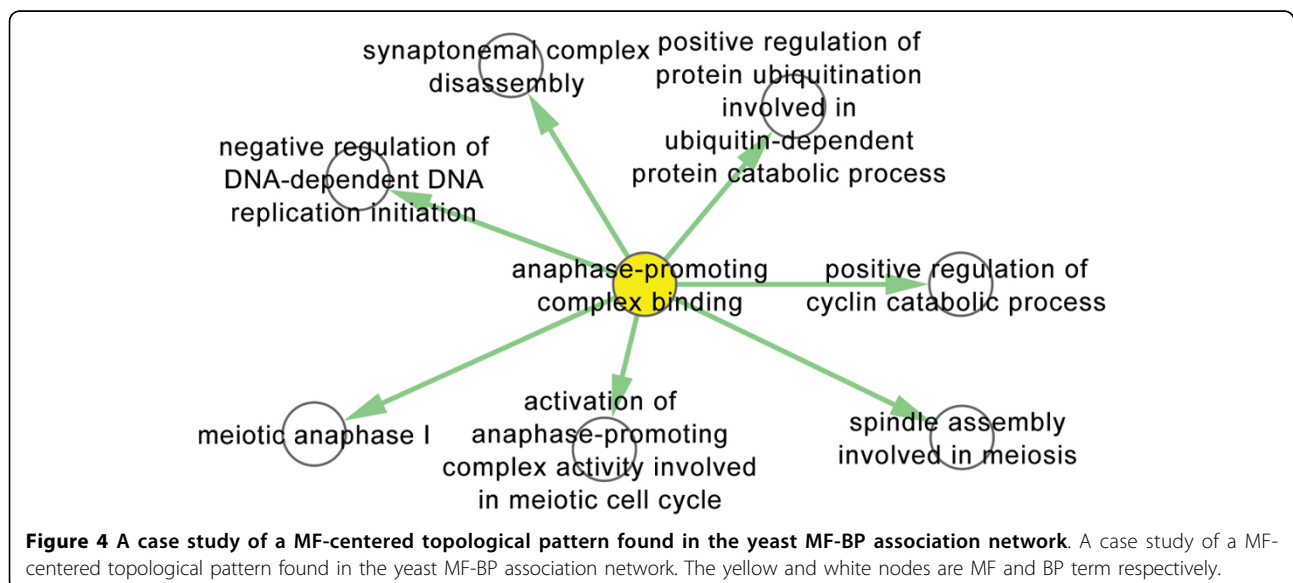 synaptonemal complex
disassembly
positive regulation of
protein ubiquitination
involved in
ubiquitin-dependent
protein catabolic process
negative regulation of
DNA-dependent DNA
replication initiation
anaphase-promoting
complex binding
positive regulation of
cyclin catabolic process
meiotic anaphase I
activation of
anaphase-promoting
complex activity involved
in meiotic cell cycle
spindle assembly
involved in meiosis
Figure 4 A case study of a MF-centered topological pattern found in the yeast MF-BP association network. A case study of a MF-
centered topological pattern found in the yeast MF-BP association network. The yellow and white nodes are MF and BP term respectively.